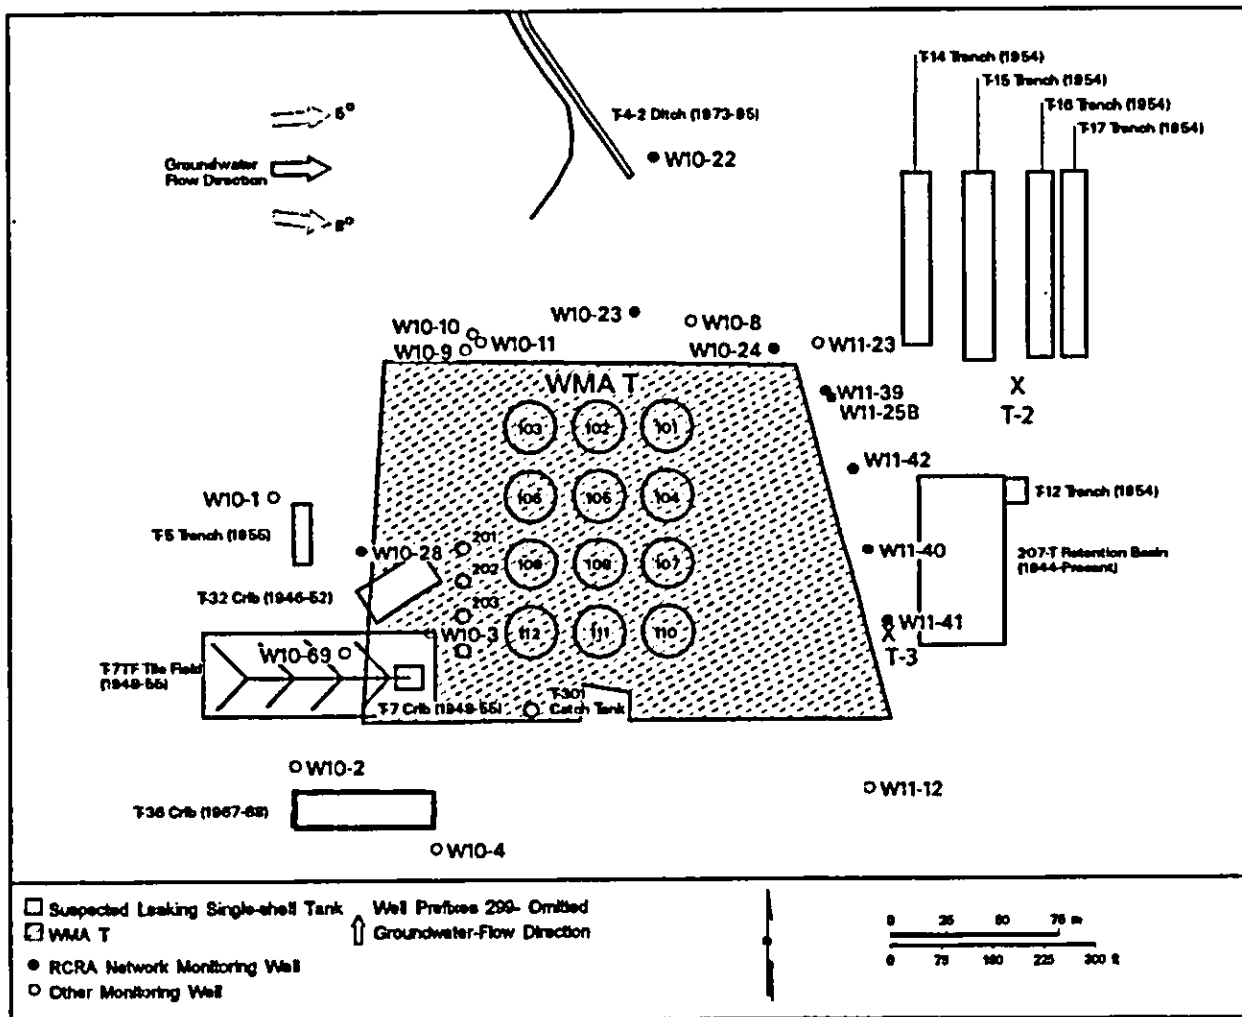 T-14 Trench (1954)
T-15 Trench (1954)
T-16 Trench (1954)
T-17 Trench (1954)
T-4-2 Ditch (1973-95)
5°
W10-22
Groundwater
Flow Direction
8°
W10-23
W10-8
W10-10
W10-11
W10-9
W10-24
W11-23
WMA T
W11-39
W11-25B
X
T-2
103
102
101
W11-42
106
105
104
W10-1
T-12 Trench (1954)
T-5 Trench (1955)
201
W10-28
W11-40
207-T Retention Basin
(1944-Present)
202
109
108
107
T-32 Crib (1946-52)
203
W11-41
X
T-3
W10-3
112
111
110
W10-69
T-7TF Tile Field
(1948-55)
T-301
Catch Tank
T-7 Crib (1948-55)
W10-2
W11-12
T-36 Crib (1967-68)
W10-4
Suspected Leaking Single-shell Tank
WMA T
RCRA Network Monitoring Well
Other Monitoring Well
Well Prefixes 299- Omitted
Groundwater-Flow Direction
0 25 50 75 m
0 75 150 225 300 ft